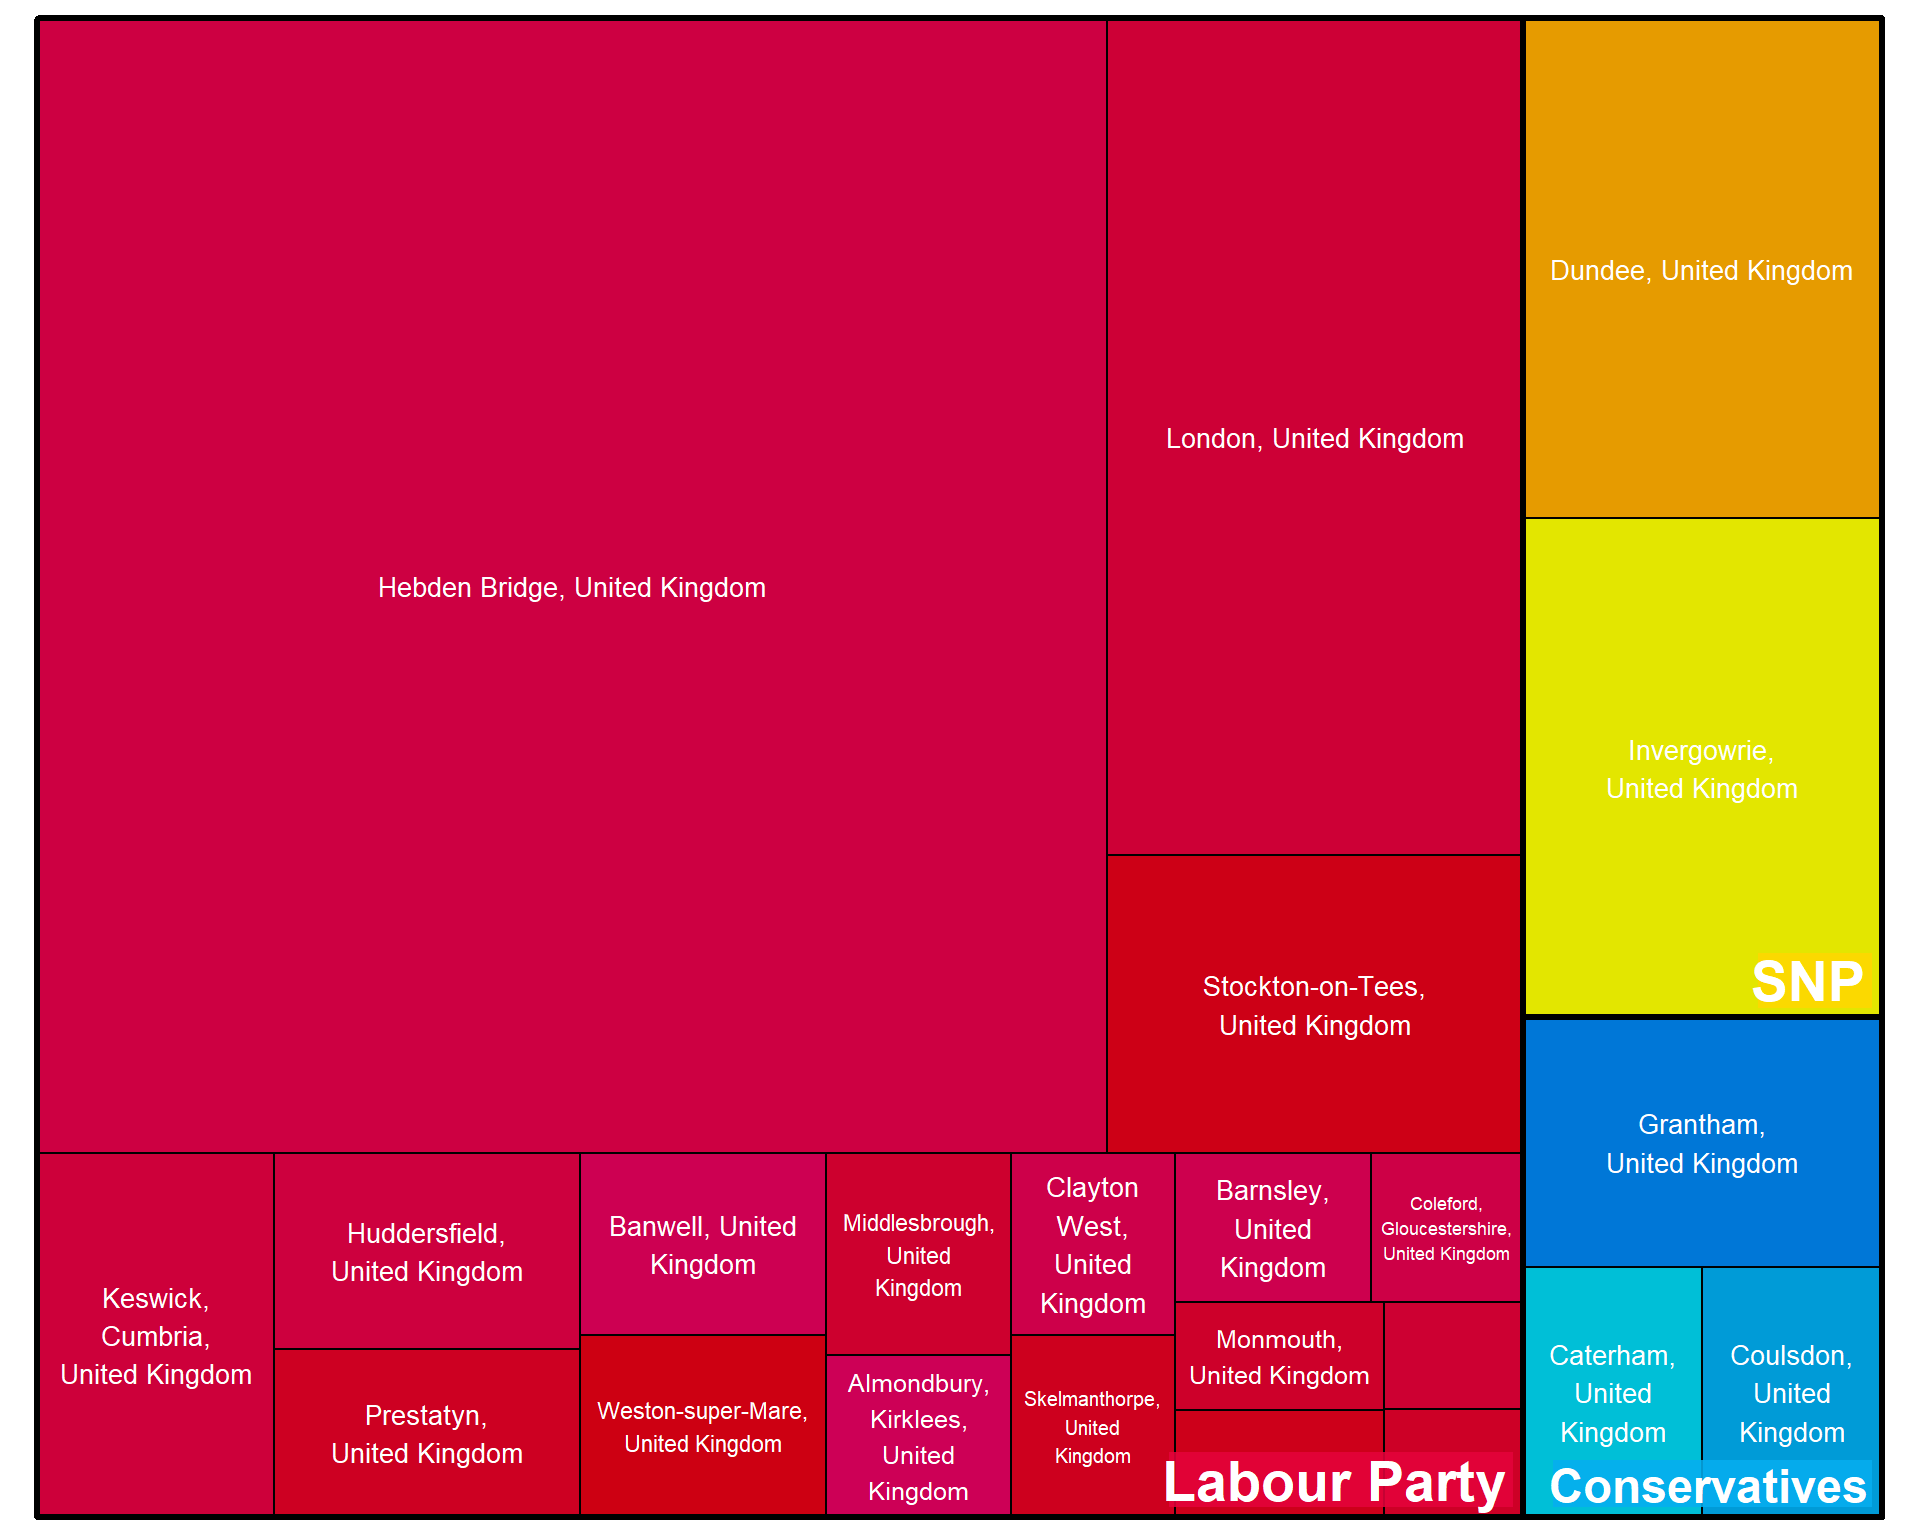 Hebden Bridge, United Kingdom
London, United Kingdom
Stockton-on-Tees,
United Kingdom
Keswick,
Cumbria,
United Kingdom
Huddersfield,
United Kingdom
Prestatyn,
United Kingdom
Banwell, United
Kingdom
Weston-super-Mare,
United Kingdom
Middlesbrough,
United
Kingdom
Almondbury,
Kirklees,
United
Kingdom
Clayton
West,
United
Kingdom
Skelmanthorpe,
United
Kingdom
Barnsley,
United
Kingdom
Coleford,
Gloucestershire,
United Kingdom
Monmouth,
United Kingdom
Labour Party
Dundee, United Kingdom
Invergowrie,
United Kingdom
SNP
Grantham,
United Kingdom
Caterham,
United
Kingdom
Coulsdon,
United
Kingdom
Conservatives